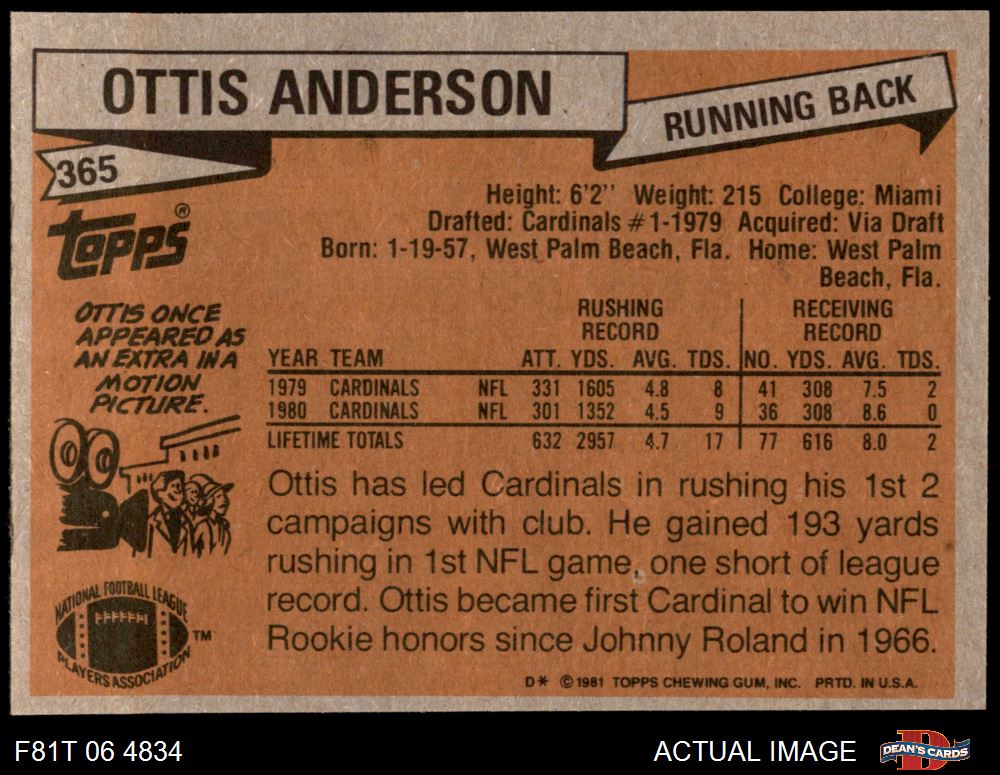 OTTIS ANDERSON
RUNNING BACK
365
TOPPS®
Height: 6'2'' Weight: 215 College: Miami
Drafted: Cardinals #1-1979 Acquired: Via Draft
Born: 1-19-57, West Palm Beach, Fla. Home: West Palm
Beach, Fla.
OTTIS ONCE
APPEARED AS
AN EXTRA IN A
MOTION
PICTURE.
RUSHING RECEIVING
RECORD RECORD
YEAR TEAM ATT. YDS. AVG. TDS. NO. YDS. AVG. TDS.
1979 CARDINALS NFL 331 1605 4.8 8 41 308 7.5 2
1980 CARDINALS NFL 301 1352 4.5 9 36 308 8.6 0
LIFETIME TOTALS 632 2957 4.7 17 77 616 8.0 2
Ottis has led Cardinals in rushing his 1st 2
campaigns with club. He gained 193 yards
rushing in 1st NFL game, one short of league
record. Ottis became first Cardinal to win NFL
Rookie honors since Johnny Roland in 1966.
NATIONAL FOOTBALL LEAGUE
PLAYERS ASSOCIATION ™
D* ©1981 TOPPS CHEWING GUM, INC. PRTD. IN U.S.A.
F81T 06 4834
ACTUAL IMAGE
D
DEAN'S CARDS